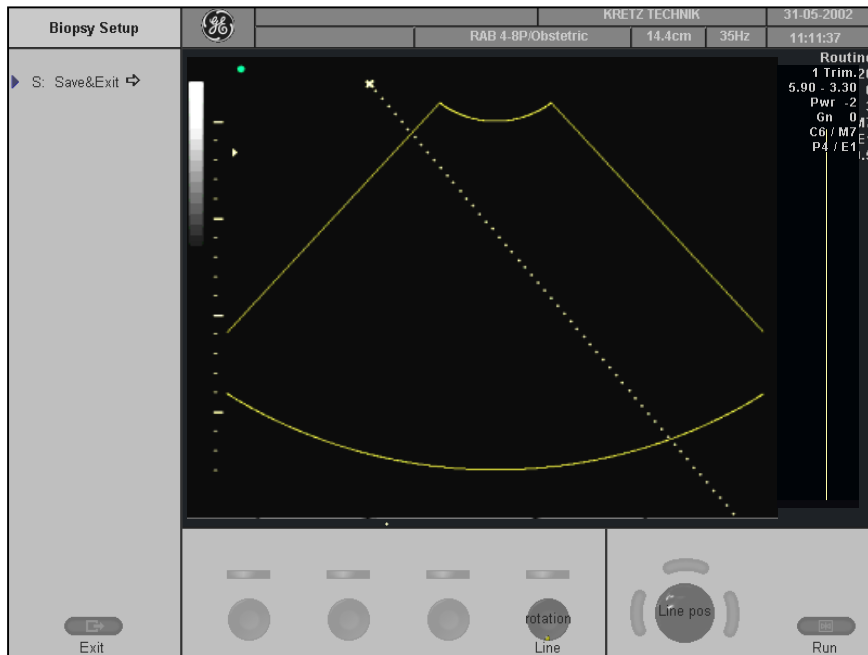 Biopsy Setup
GE
KRETZ TECHNIK
31-05-2002
RAB 4-8P/Obstetric
14.4cm
35Hz
11:11:37
S: Save&Exit
Routine
1 Trim.
5.90 - 3.30
Pwr -2
Gn 0
C6 / M7
P4 / E1
rotation
Line pos
Exit
Line
Run